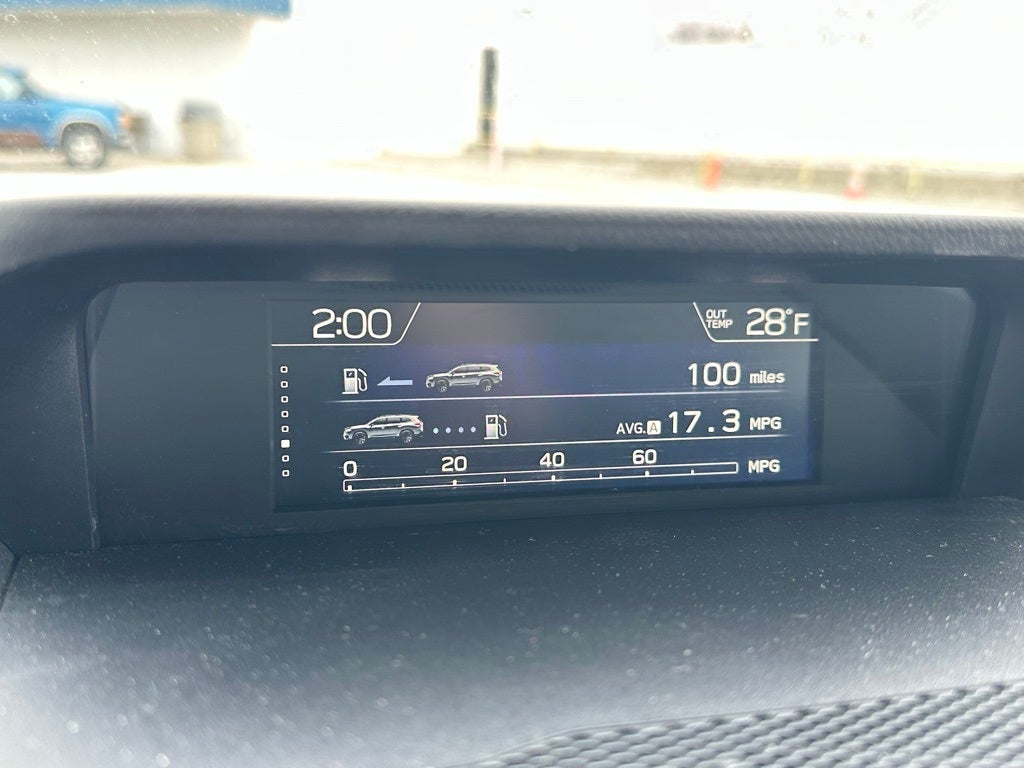 2:00
OUT TEMP 28°F
100 miles
AVG. A 17.3 MPG
0 20 40 60 MPG